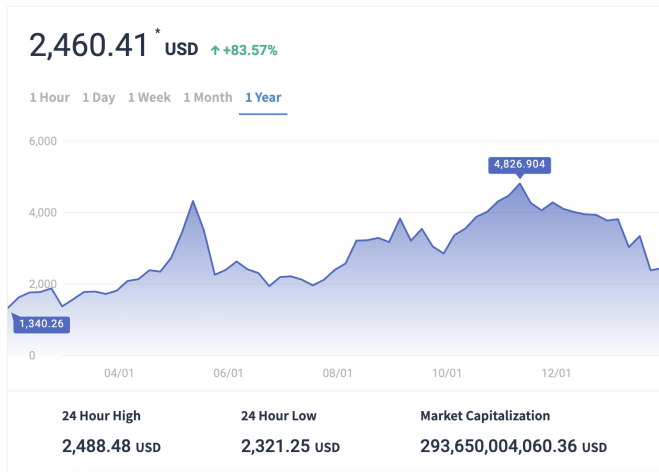 2,460.41 * USD ↑ +83.57%
1 Hour 1 Day 1 Week 1 Month 1 Year
6,000
4,826.904
4,000
2,000
1,340.26
0
04/01 06/01 08/01 10/01 12/01
24 Hour High 24 Hour Low Market Capitalization
2,488.48 USD 2,321.25 USD 293,650,004,060.36 USD